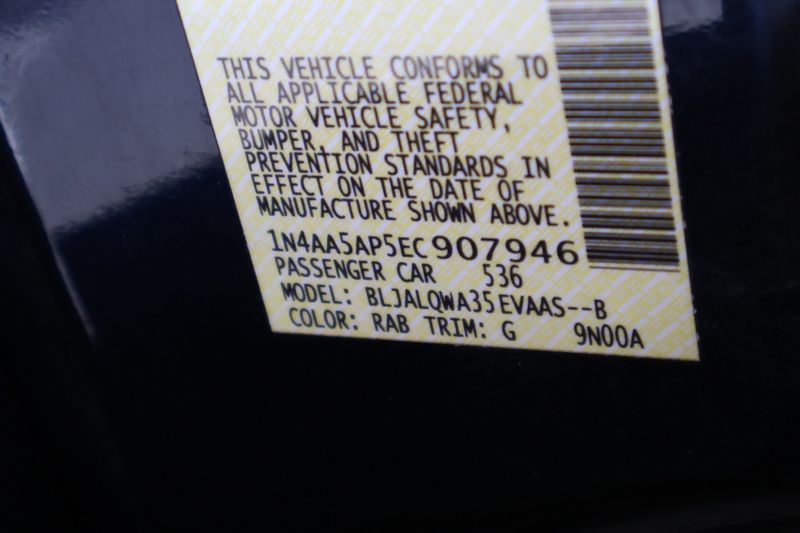 THIS VEHICLE CONFORMS TO
ALL APPLICABLE FEDERAL
MOTOR VEHICLE SAFETY,
BUMPER, AND THEFT
PREVENTION STANDARDS IN
EFFECT ON THE DATE OF
MANUFACTURE SHOWN ABOVE.
1N4AA5AP5EC907946
PASSENGER CAR 536
MODEL: BLJALQWA35EVAAS--B
COLOR: RAB TRIM: G 9N00A